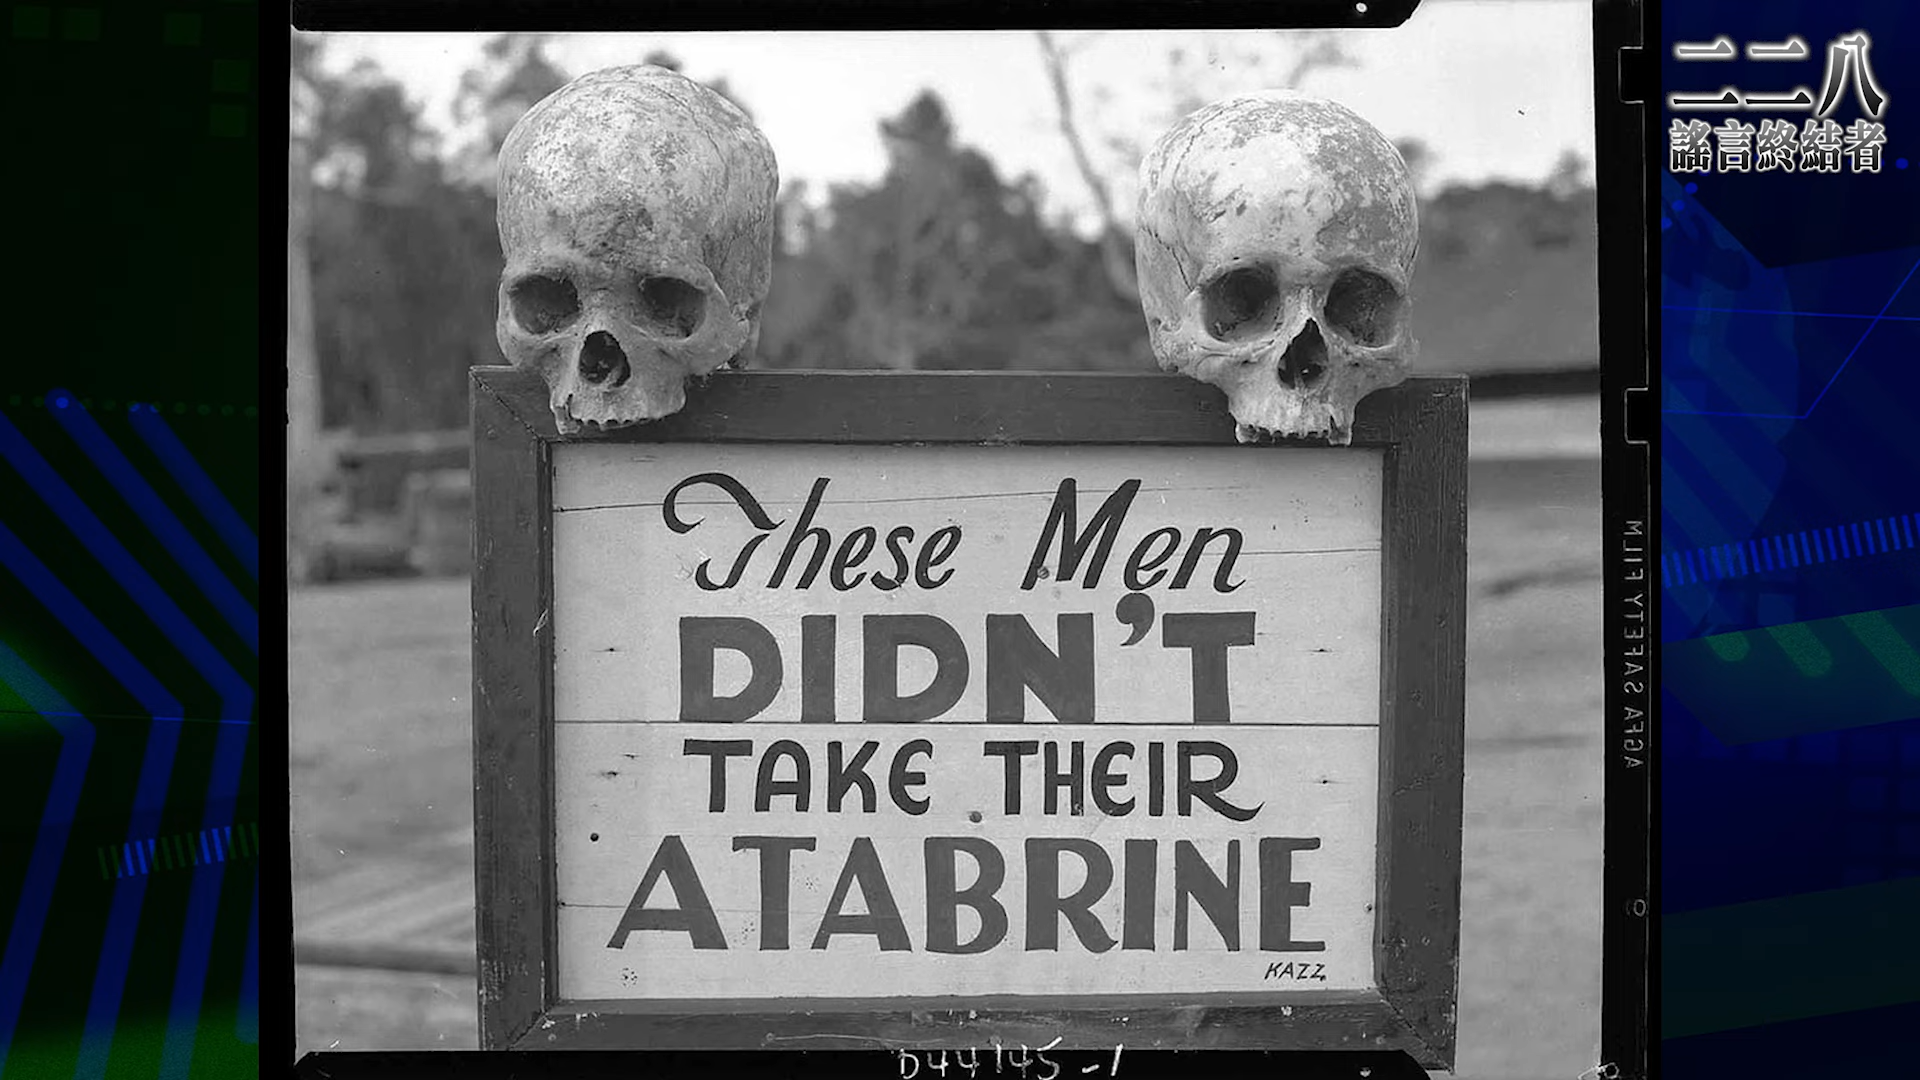 二二八
謠言終結者
These Men
DIDN'T
TAKE THEIR
ATABRINE
KAZZ
D44145-1
AGFA SAFETY FILM